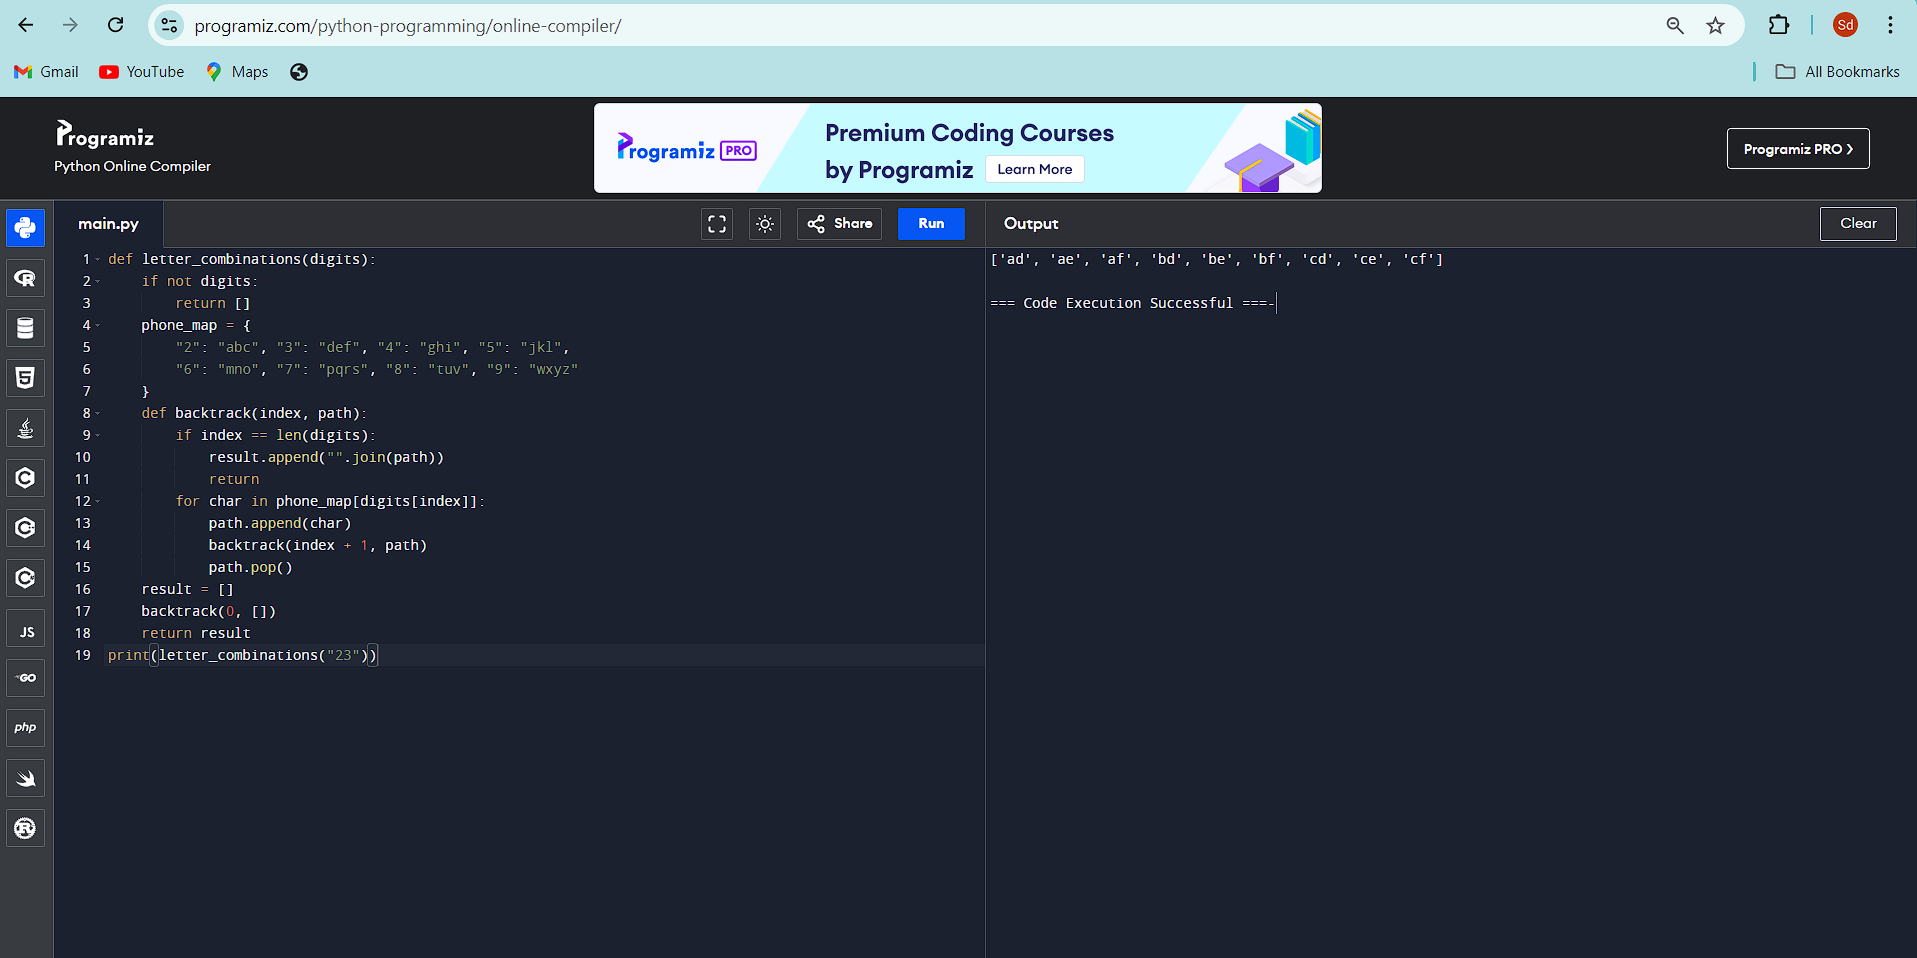 programiz.com/python-programming/online-compiler/
Sd
Gmail
YouTube
Maps
All Bookmarks
Programiz
Python Online Compiler
Programiz PRO
Premium Coding Courses
by Programiz
Learn More
Programiz PRO ❯
main.py
Share
Run
Output
Clear
1 def letter_combinations(digits):
2     if not digits:
3         return []
4     phone_map = {
5         "2": "abc", "3": "def", "4": "ghi", "5": "jkl",
6         "6": "mno", "7": "pqrs", "8": "tuv", "9": "wxyz"
7     }
8     def backtrack(index, path):
9         if index == len(digits):
10             result.append("".join(path))
11             return
12         for char in phone_map[digits[index]]:
13             path.append(char)
14             backtrack(index + 1, path)
15             path.pop()
16     result = []
17     backtrack(0, [])
18     return result
19 print(letter_combinations("23"))
['ad', 'ae', 'af', 'bd', 'be', 'bf', 'cd', 'ce', 'cf']
=== Code Execution Successful ===-
R
5
C
C
C
JS
GO
php
R